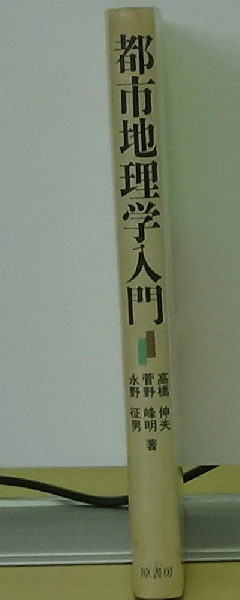 都市地理学入門
高橋 伸夫
菅野 峰明
永野 征男
著
原書房